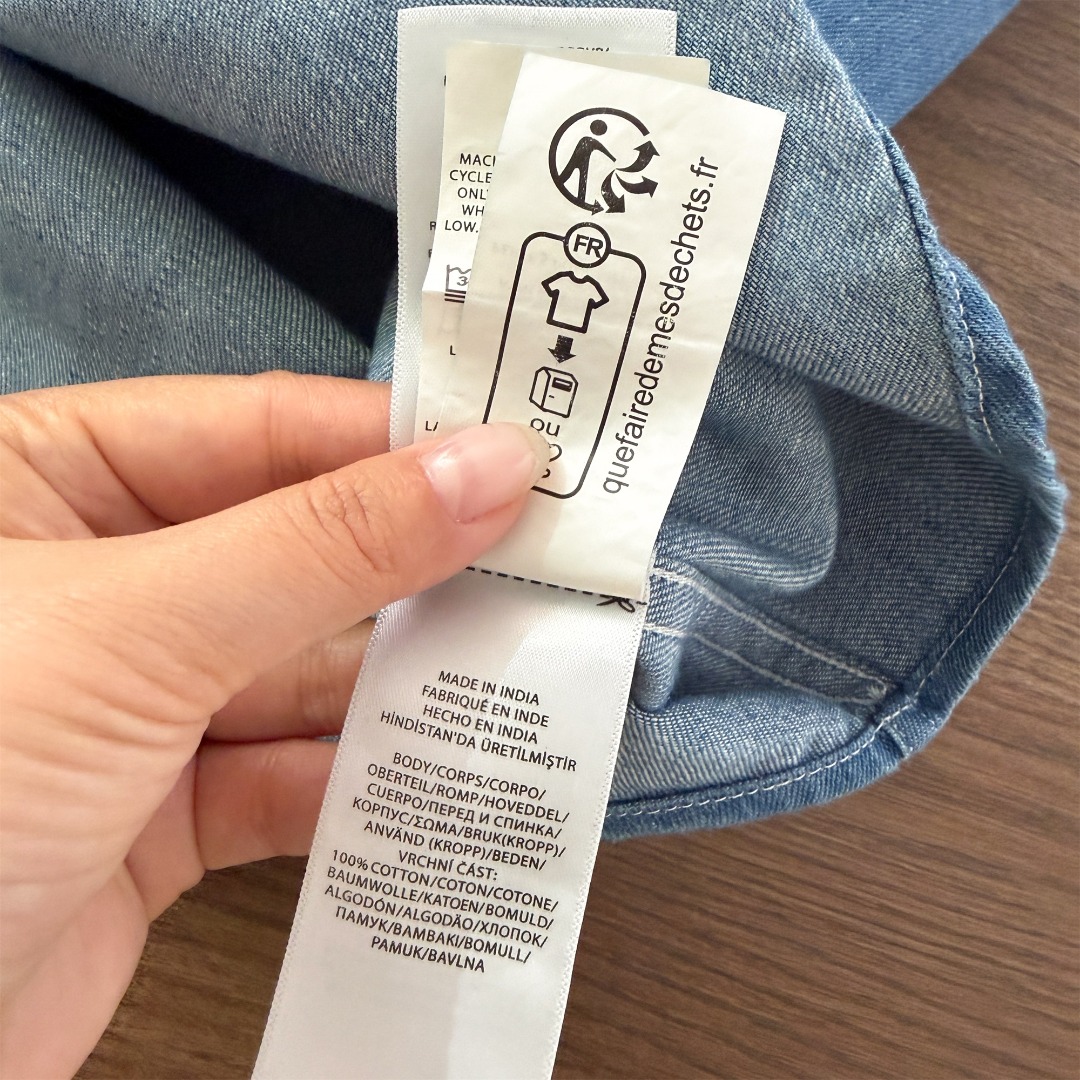 MACH
CYCLE
ONL
WH
LOW.
3
L
FR
OU
quefairedemesdechets.fr
MADE IN INDIA
FABRIQUÉ EN INDE
HECHO EN INDIA
HİNDİSTAN'DA ÜRETİLMİŞTİR
BODY/CORPS/CORPO/
OBERTEIL/ROMP/HOVEDDEL/
CUERPO/ПЕРЕД И СПИНКА/
КОРПУС/ΣΩΜΑ/BRUK(KROPP)/
ANVÄND (KROPP)/BEDEN/
VRCHNÍ ČÁST:
100% COTTON/COTON/COTONE/
BAUMWOLLE/KATOEN/BOMULD/
ALGODÓN/ALGODÃO/ХЛОПОК/
ПАМУК/ΒΑΜΒΑΚΙ/BOMULL/
PAMUK/BAVLNA